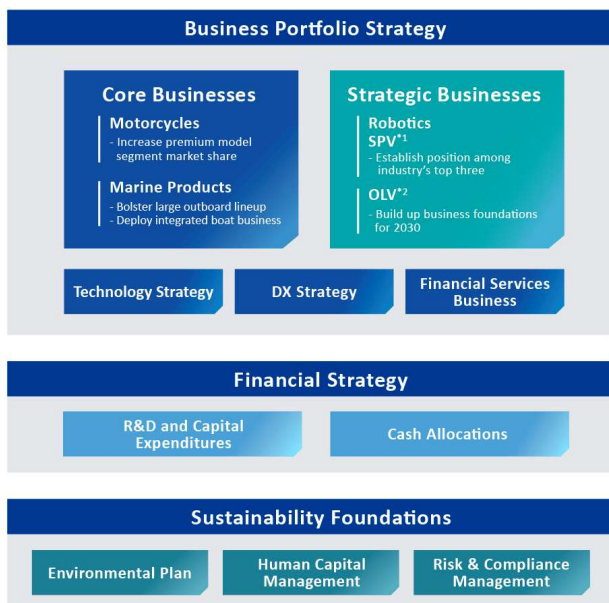 Business Portfolio Strategy
Core Businesses
Motorcycles
- Increase premium model
segment market share
Marine Products
- Bolster large outboard lineup
- Deploy integrated boat business
Strategic Businesses
Robotics
SPV*1
- Establish position among
industry's top three
OLV*2
- Build up business foundations
for 2030
Technology Strategy
DX Strategy
Financial Services
Business
Financial Strategy
R&D and Capital
Expenditures
Cash Allocations
Sustainability Foundations
Environmental Plan
Human Capital
Management
Risk & Compliance
Management